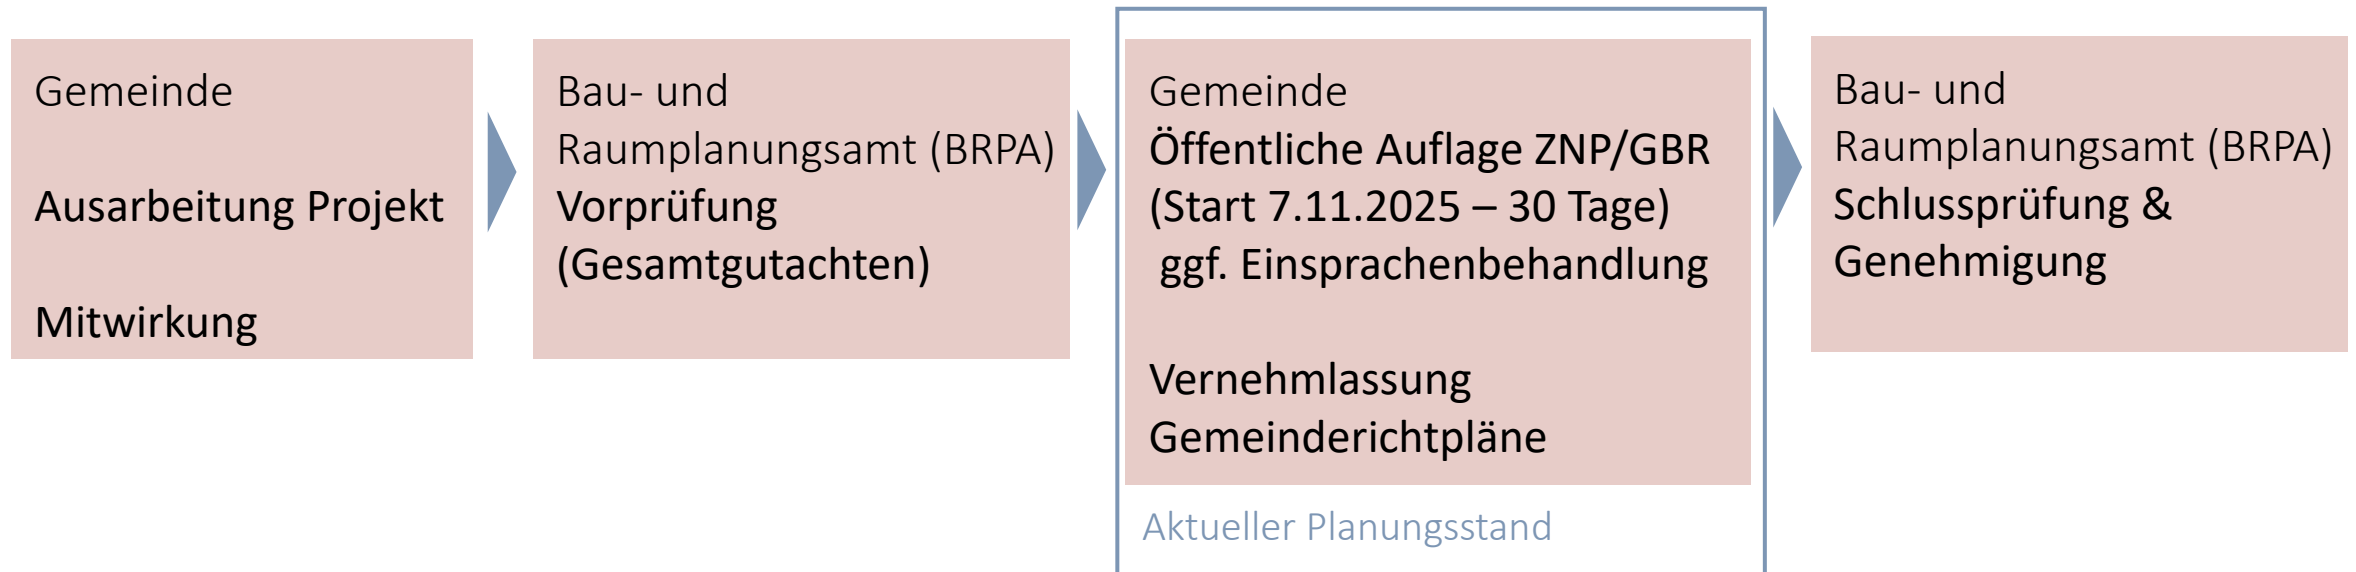 Gemeinde
Ausarbeitung Projekt
Mitwirkung
Bau- und
Raumplanungsamt (BRPA)
Vorprüfung
(Gesamtgutachten)
Gemeinde
Öffentliche Auflage ZNP/GBR
(Start 7.11.2025 – 30 Tage)
ggf. Einsprachenbehandlung
Vernehmlassung
Gemeinderichtpläne
Aktueller Planungsstand
Bau- und
Raumplanungsamt (BRPA)
Schlussprüfung &
Genehmigung